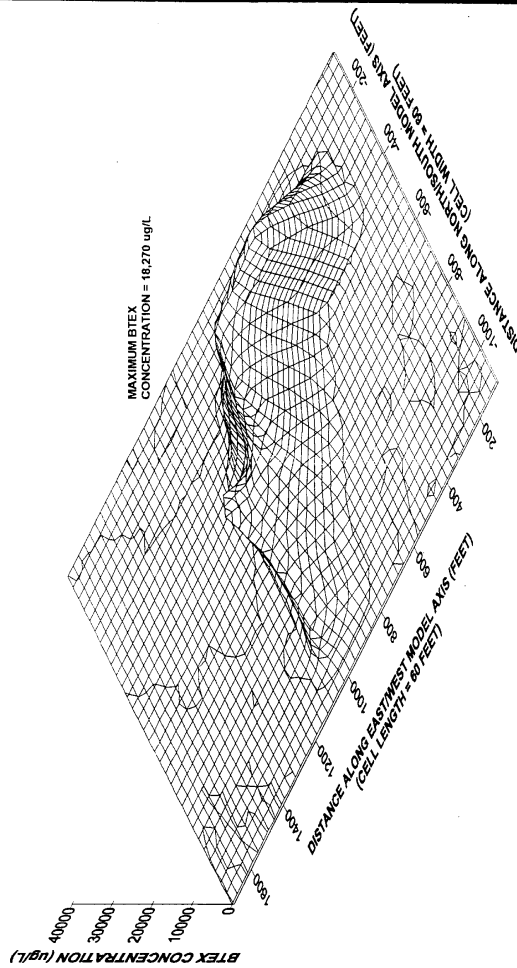 MAXIMUM BTEX
CONCENTRATION = 18,270 ug/L
BTEX CONCENTRATION (ug/L)
40000
30000
20000
10000
0
1600
1400
1200
1000
800
600
400
200
DISTANCE ALONG EAST/WEST MODEL AXIS (FEET)
(CELL LENGTH = 60 FEET)
-1000
-800
-600
-400
-200
DISTANCE ALONG NORTH/SOUTH MODEL AXIS (FEET)
(CELL WIDTH = 60 FEET)